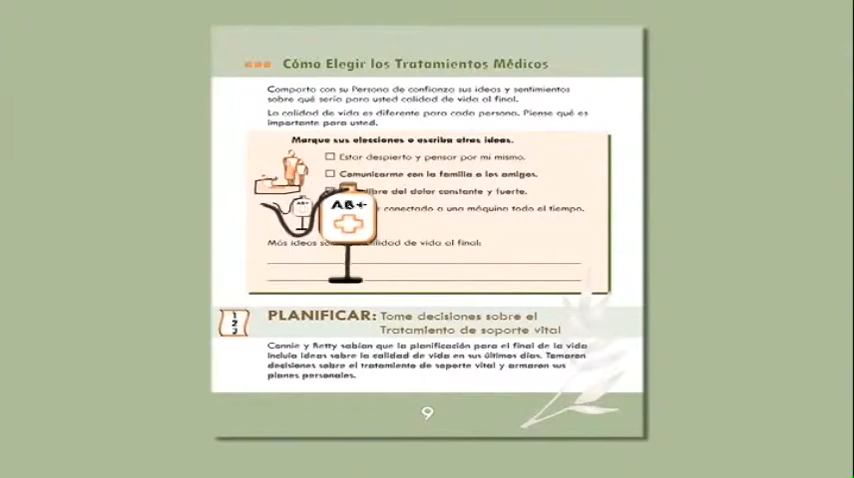 Cómo Elegir los Tratamientos Médicos
Comparta con su Persona de confianza sus ideas y sentimientos
sobre qué sería para usted calidad de vida al final.
La calidad de vida es diferente para cada persona. Piense qué es
importante para usted.
Marque sus elecciones o escriba otras ideas.
Estar despierto y pensar por mí mismo.
Comunicarme con la familia o los amigos.
libre del dolor constante y fuerte.
conectado a una máquina todo el tiempo.
AB+
AB+
Más ideas calidad de vida al final:
1
2
3
PLANIFICAR: Tome decisiones sobre el
Tratamiento de soporte vital
Connie y Betty sabían que la planificación para el final de la vida
incluía ideas sobre la calidad de vida en sus últimos días. Tomaron
decisiones sobre el tratamiento de soporte vital y armaron sus
planes personales.
9